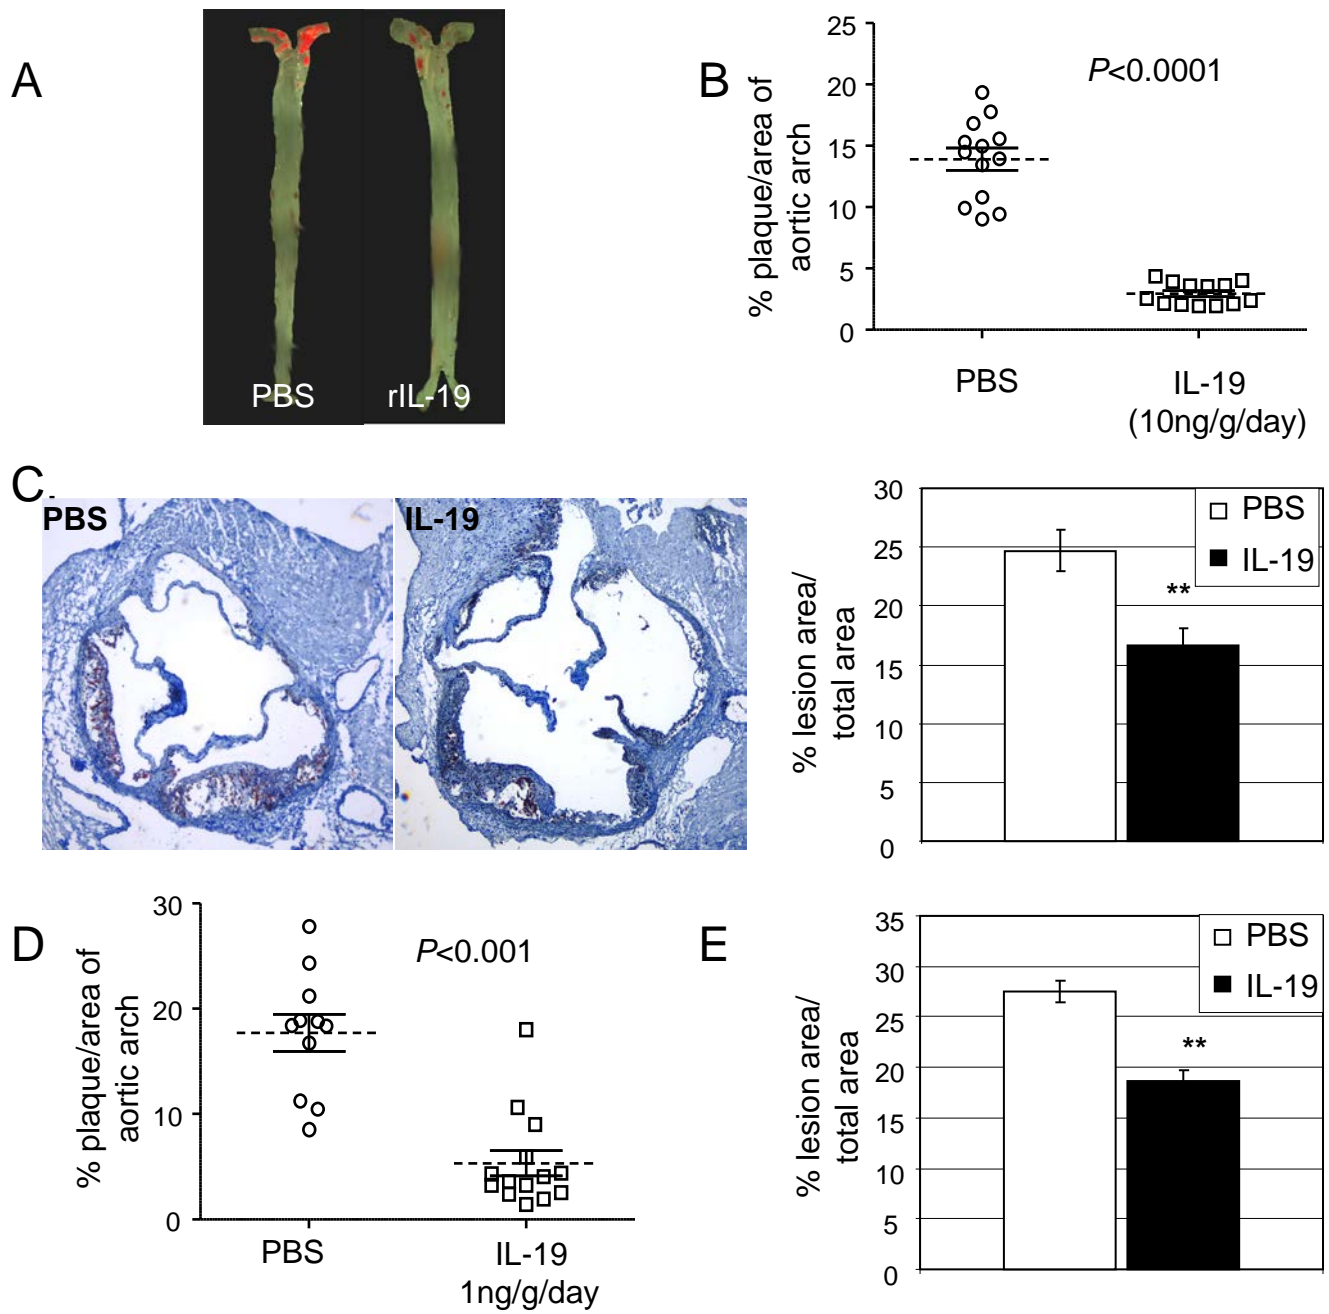 A
PBS
rIL-19
B
% plaque/area of
aortic arch
25
20
15
10
5
0
P<0.0001
PBS
IL-19
(10ng/g/day)
C.
PBS
IL-19
% lesion area/
total area
30
25
20
15
10
5
0
PBS
IL-19
**
D
% plaque/area of
aortic arch
30
20
10
0
P<0.001
PBS
IL-19
1ng/g/day
E
% lesion area/
total area
35
30
25
20
15
10
5
0
PBS
IL-19
**